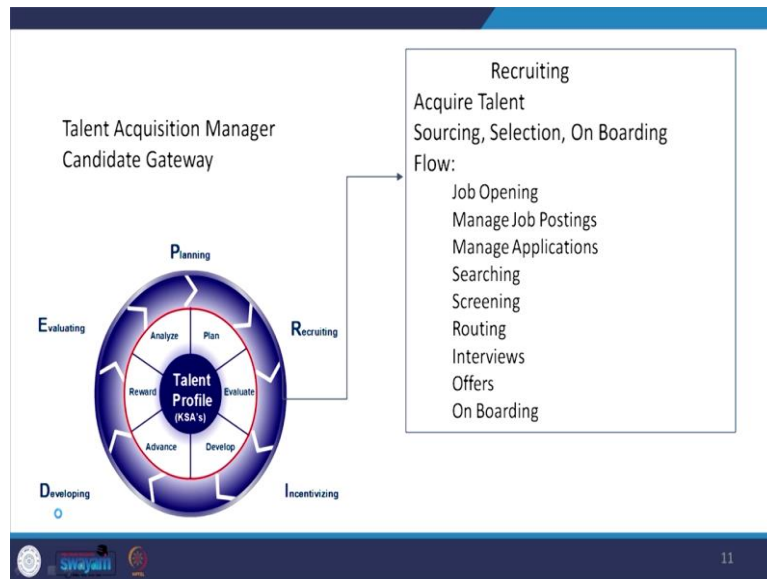 Talent Acquisition Manager
Candidate Gateway
Planning
Evaluating
Recruiting
Analyze
Plan
Reward
Talent
Profile
(KSA's)
Evaluate
Advance
Develop
Developing
Incentivizing
Recruiting
Acquire Talent
Sourcing, Selection, On Boarding
Flow:
Job Opening
Manage Job Postings
Manage Applications
Searching
Screening
Routing
Interviews
Offers
On Boarding
swayam
11